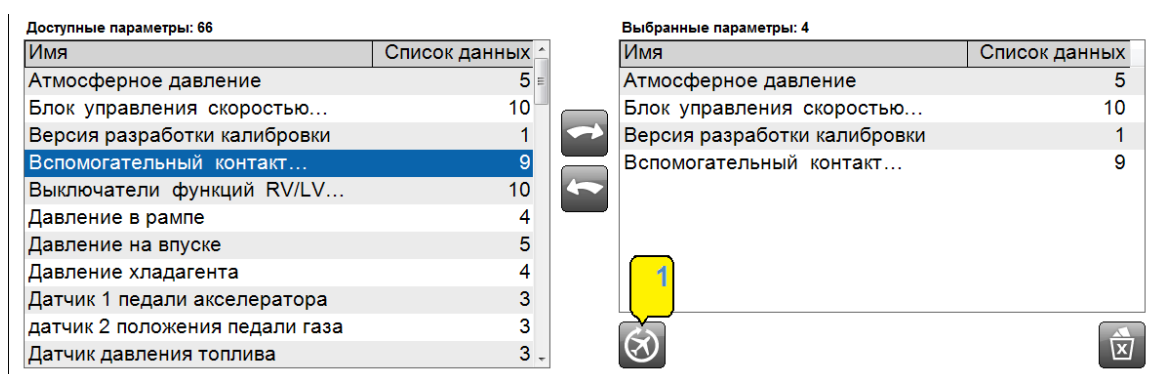 Доступные параметры: 66
Имя Список данных
Атмосферное давление 5
Блок управления скоростью... 10
Версия разработки калибровки 1
Вспомогательный контакт... 9
Выключатели функций RV/LV... 10
Давление в рампе 4
Давление на впуске 5
Давление хладагента 4
Датчик 1 педали акселератора 3
датчик 2 положения педали газа 3
Датчик давления топлива 3
Выбранные параметры: 4
Имя Список данных
Атмосферное давление 5
Блок управления скоростью... 10
Версия разработки калибровки 1
Вспомогательный контакт... 9
1